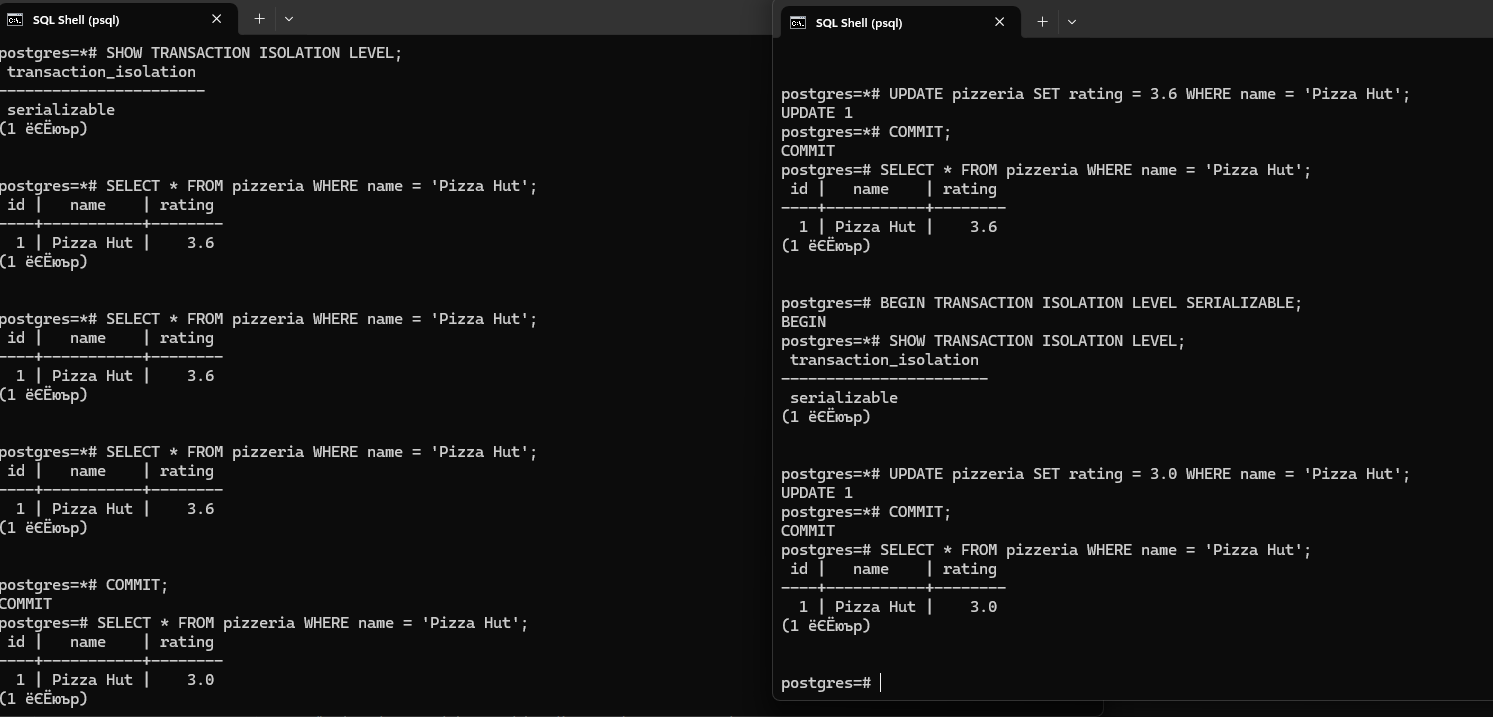 SQL Shell (psql)
postgres=*# SHOW TRANSACTION ISOLATION LEVEL;
transaction_isolation
-----------------------
serializable
(1 ёЄЁюър)
postgres=*# SELECT * FROM pizzeria WHERE name = 'Pizza Hut';
id |   name    | rating
----+-----------+--------
1 | Pizza Hut |    3.6
(1 ёЄЁюър)
postgres=*# SELECT * FROM pizzeria WHERE name = 'Pizza Hut';
id |   name    | rating
----+-----------+--------
1 | Pizza Hut |    3.6
(1 ёЄЁюър)
postgres=*# SELECT * FROM pizzeria WHERE name = 'Pizza Hut';
id |   name    | rating
----+-----------+--------
1 | Pizza Hut |    3.6
(1 ёЄЁюър)
postgres=*# COMMIT;
COMMIT
postgres=# SELECT * FROM pizzeria WHERE name = 'Pizza Hut';
id |   name    | rating
----+-----------+--------
1 | Pizza Hut |    3.0
(1 ёЄЁюър)
SQL Shell (psql)
postgres=*# UPDATE pizzeria SET rating = 3.6 WHERE name = 'Pizza Hut';
UPDATE 1
postgres=*# COMMIT;
COMMIT
postgres=# SELECT * FROM pizzeria WHERE name = 'Pizza Hut';
id |   name    | rating
----+-----------+--------
1 | Pizza Hut |    3.6
(1 ёЄЁюър)
postgres=# BEGIN TRANSACTION ISOLATION LEVEL SERIALIZABLE;
BEGIN
postgres=*# SHOW TRANSACTION ISOLATION LEVEL;
transaction_isolation
-----------------------
serializable
(1 ёЄЁюър)
postgres=*# UPDATE pizzeria SET rating = 3.0 WHERE name = 'Pizza Hut';
UPDATE 1
postgres=*# COMMIT;
COMMIT
postgres=# SELECT * FROM pizzeria WHERE name = 'Pizza Hut';
id |   name    | rating
----+-----------+--------
1 | Pizza Hut |    3.0
(1 ёЄЁюър)
postgres=#